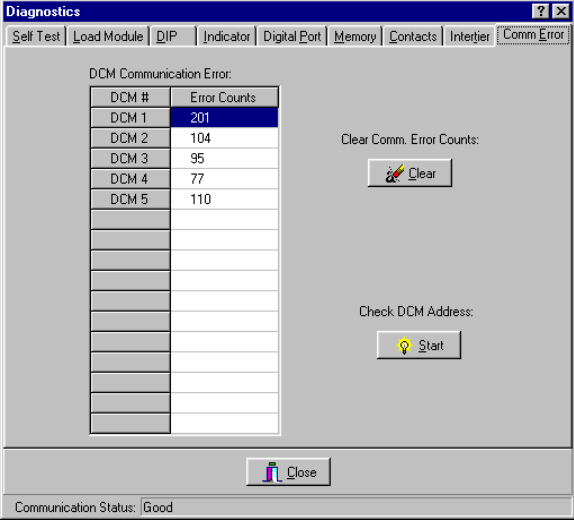 Diagnostics
Self Test Load Module DIP Indicator Digital Port Memory Contacts Intertier Comm Error
DCM Communication Error:
DCM # Error Counts
DCM 1 201
DCM 2 104
DCM 3 95
DCM 4 77
DCM 5 110
Clear Comm. Error Counts:
Clear
Check DCM Address:
Start
Close
Communication Status: Good